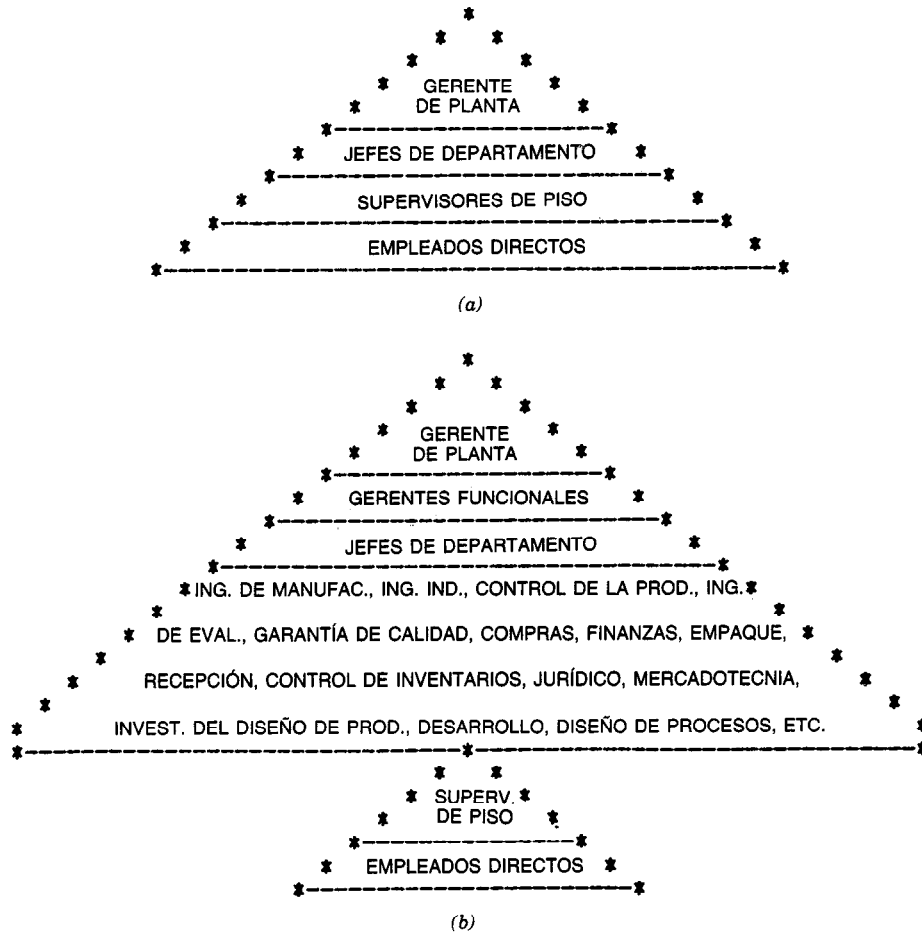 GERENTE
DE PLANTA
JEFES DE DEPARTAMENTO
SUPERVISORES DE PISO
EMPLEADOS DIRECTOS
(a)
GERENTE
DE PLANTA
GERENTES FUNCIONALES
JEFES DE DEPARTAMENTO
ING. DE MANUFAC., ING. IND., CONTROL DE LA PROD., ING.
DE EVAL., GARANTÍA DE CALIDAD, COMPRAS, FINANZAS, EMPAQUE,
RECEPCIÓN, CONTROL DE INVENTARIOS, JURÍDICO, MERCADOTECNIA,
INVEST. DEL DISEÑO DE PROD., DESARROLLO, DISEÑO DE PROCESOS, ETC.
SUPERV.
DE PISO
EMPLEADOS DIRECTOS
(b)